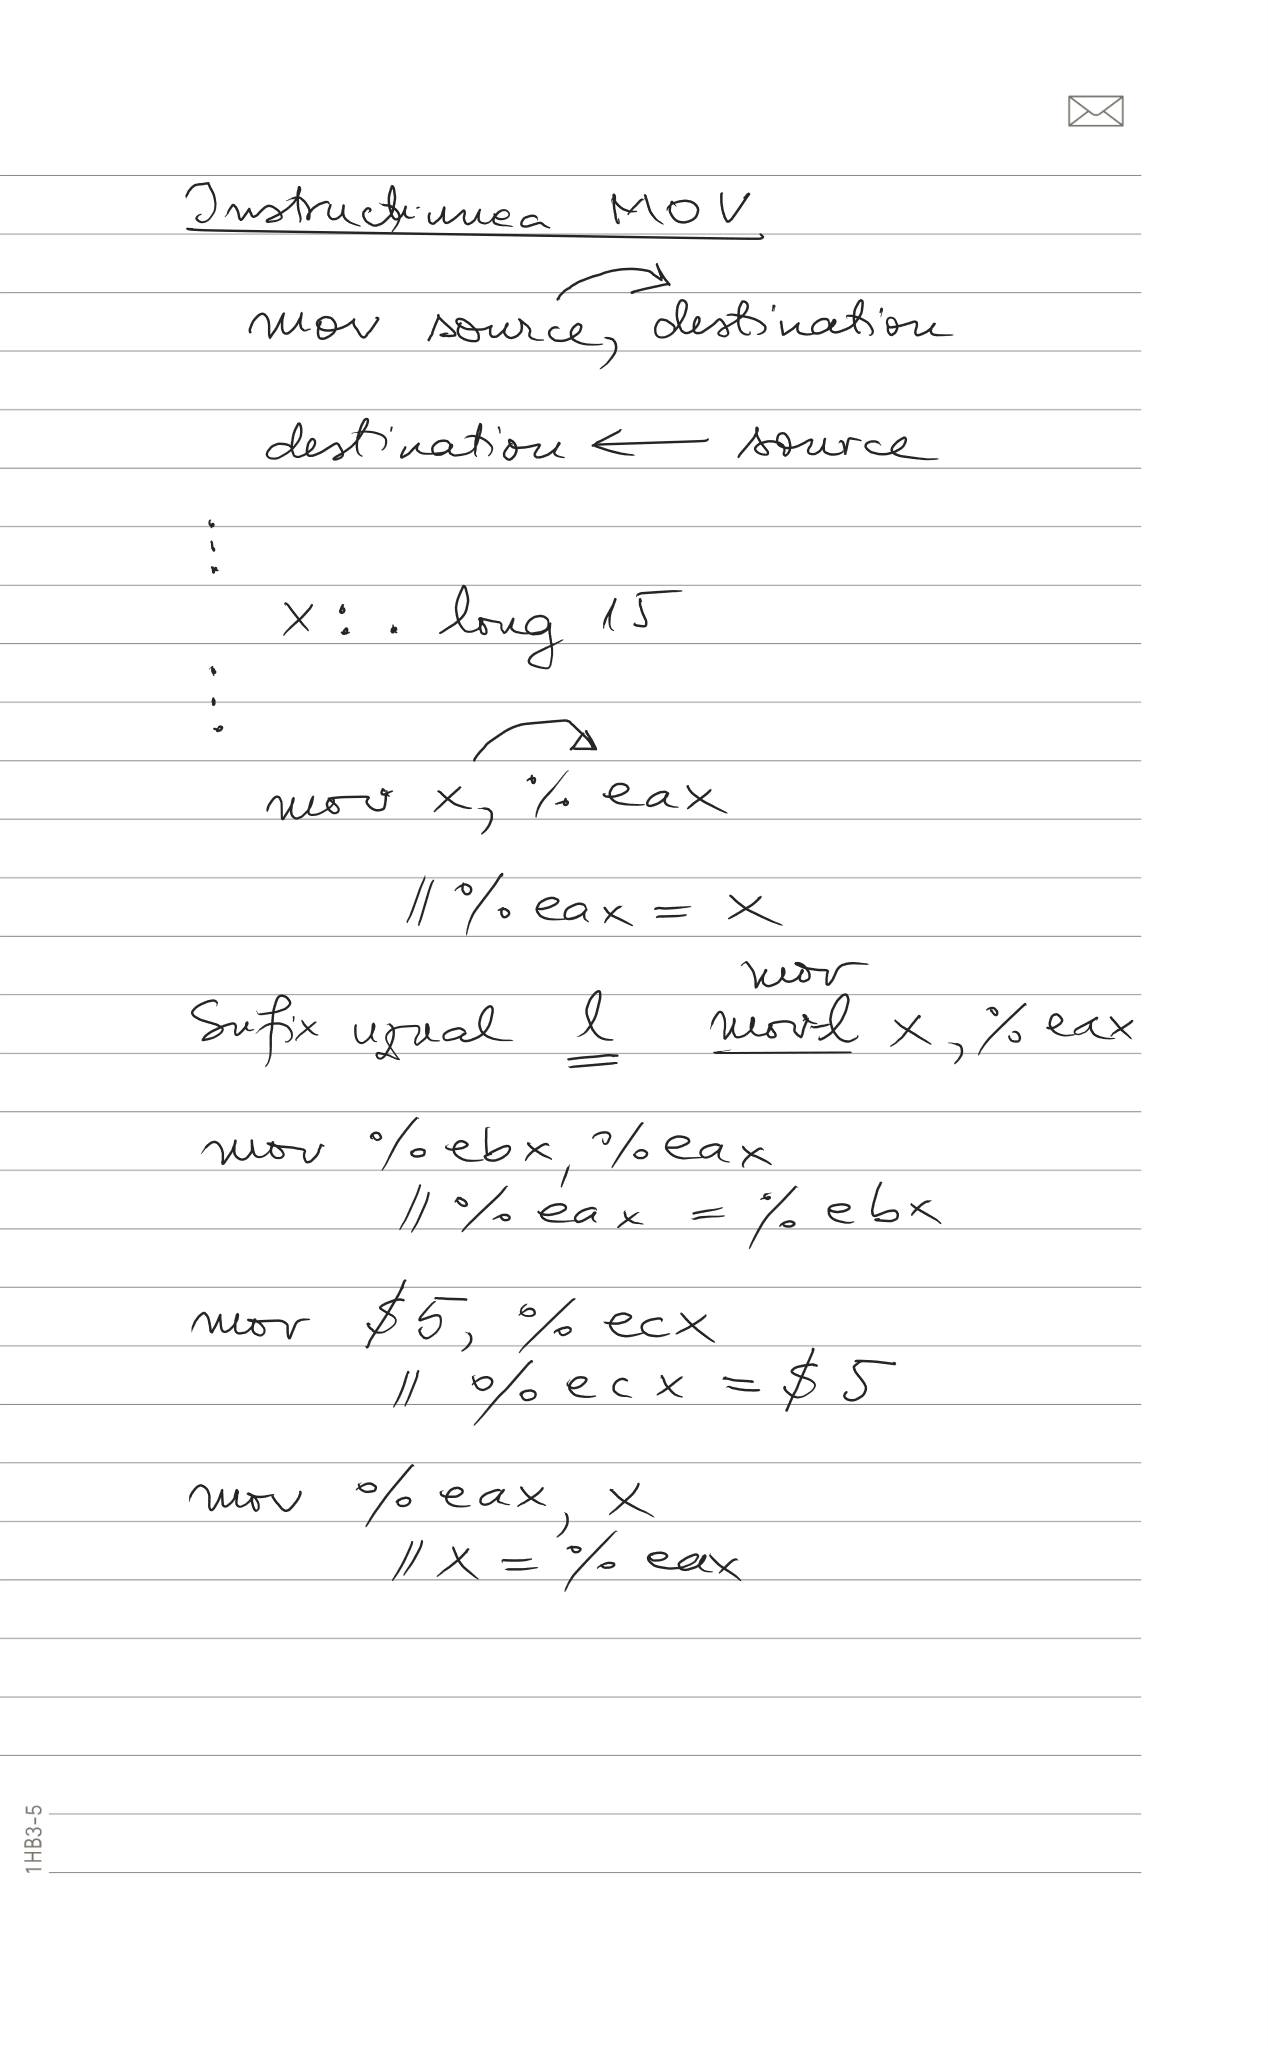 Instrucțiunea MOV
mov source, destination
destination ← source
⋮
x: .long 15
⋮
mov x, %eax
// %eax = x
mov
Sufix uzual l movl x, %eax
mov %ebx, %eax
// %eax = %ebx
mov $5, %ecx
// %ecx = $5
mov %eax, x
// x = %eax
1HB3-5